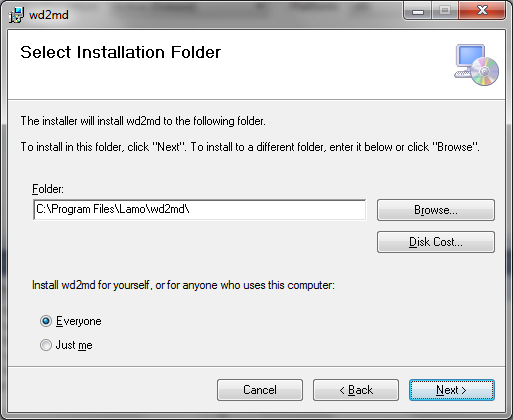 wd2md
Select Installation Folder
The installer will install wd2md to the following folder.
To install in this folder, click "Next". To install to a different folder, enter it below or click "Browse".
Folder:
C:\Program Files\Lamo\wd2md\
Browse...
Disk Cost...
Install wd2md for yourself, or for anyone who uses this computer:
Everyone
Just me
Cancel
< Back
Next >